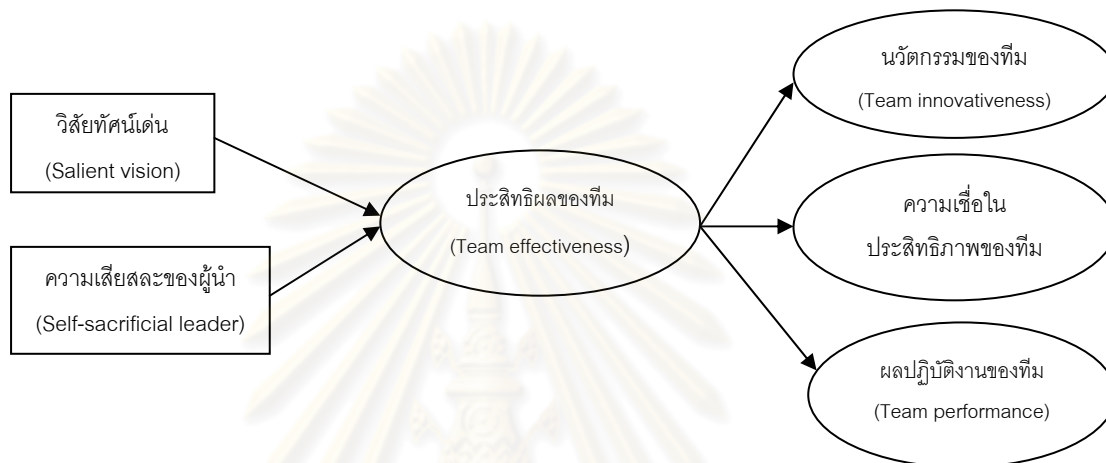 วิสัยทัศน์เด่น
(Salient vision)
ความเสียสละของผู้นำ
(Self-sacrificial leader)
ประสิทธิผลของทีม
(Team effectiveness)
นวัตกรรมของทีม
(Team innovativeness)
ความเชื่อใน
ประสิทธิภาพของทีม
ผลปฏิบัติงานของทีม
(Team performance)